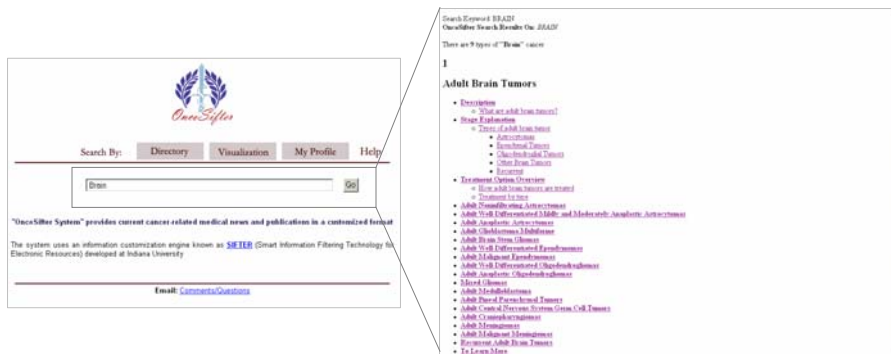 OncoSifter
Search By: Directory Visualization My Profile Help
Brain Go
"OncoSifter System" provides current cancer-related medical news and publications in a customized format
The system uses an information customization engine known as SIFTER (Smart Information Filtering Technology for
Electronic Resources) developed at Indiana University
Email: Comments/Questions
Search Keyword: BRAIN
OncoSifter Search Results On: BRAIN
There are 9 types of "Brain" cancer
1
Adult Brain Tumors
Description
What are adult brain tumors?
Stage Explanation
Types of adult brain tumor
Astrocytomas
Ependymal Tumors
Oligodendroglial Tumors
Other Brain Tumors
Recurrent
Treatment Option Overview
How adult brain tumors are treated
Treatment by type
Adult Noninfiltrating Astrocytomas
Adult Well Differentiated Mildly and Moderately Anaplastic Astrocytomas
Adult Anaplastic Astrocytomas
Adult Glioblastoma Multiforme
Adult Brain Stem Gliomas
Adult Well Differentiated Ependymomas
Adult Malignant Ependymomas
Adult Well Differentiated Oligodendrogliomas
Adult Anaplastic Oligodendrogliomas
Mixed Gliomas
Adult Medulloblastoma
Adult Pineal Parenchymal Tumors
Adult Central Nervous System Germ Cell Tumors
Adult Craniopharyngiomas
Adult Meningiomas
Adult Malignant Meningiomas
Recurrent Adult Brain Tumors
To Learn More